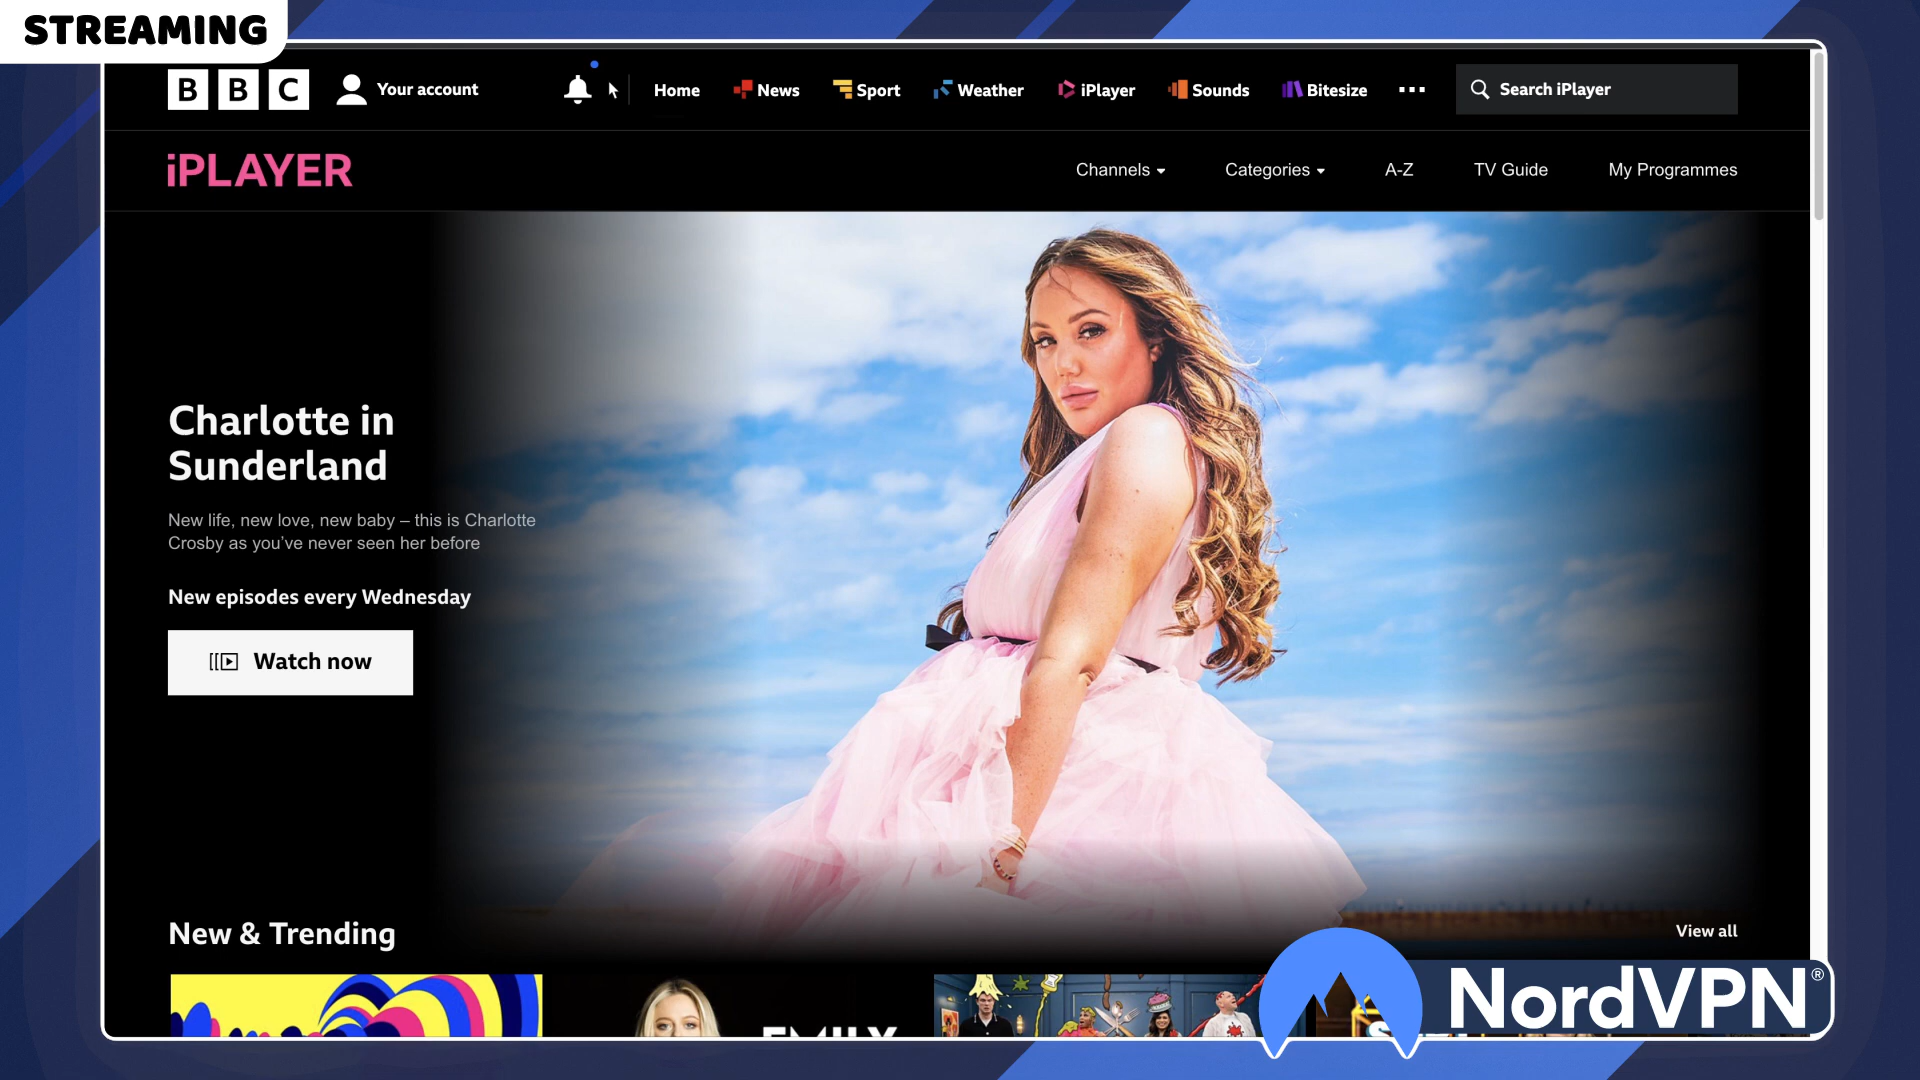 STREAMING
BBC
Your account
Home
News
Sport
Weather
iPlayer
Sounds
Bitesize
Search iPlayer
iPLAYER
Channels
Categories
A-Z
TV Guide
My Programmes
Charlotte in
Sunderland
New life, new love, new baby – this is Charlotte
Crosby as you've never seen her before
New episodes every Wednesday
Watch now
New & Trending
View all
EMILY
NordVPN®